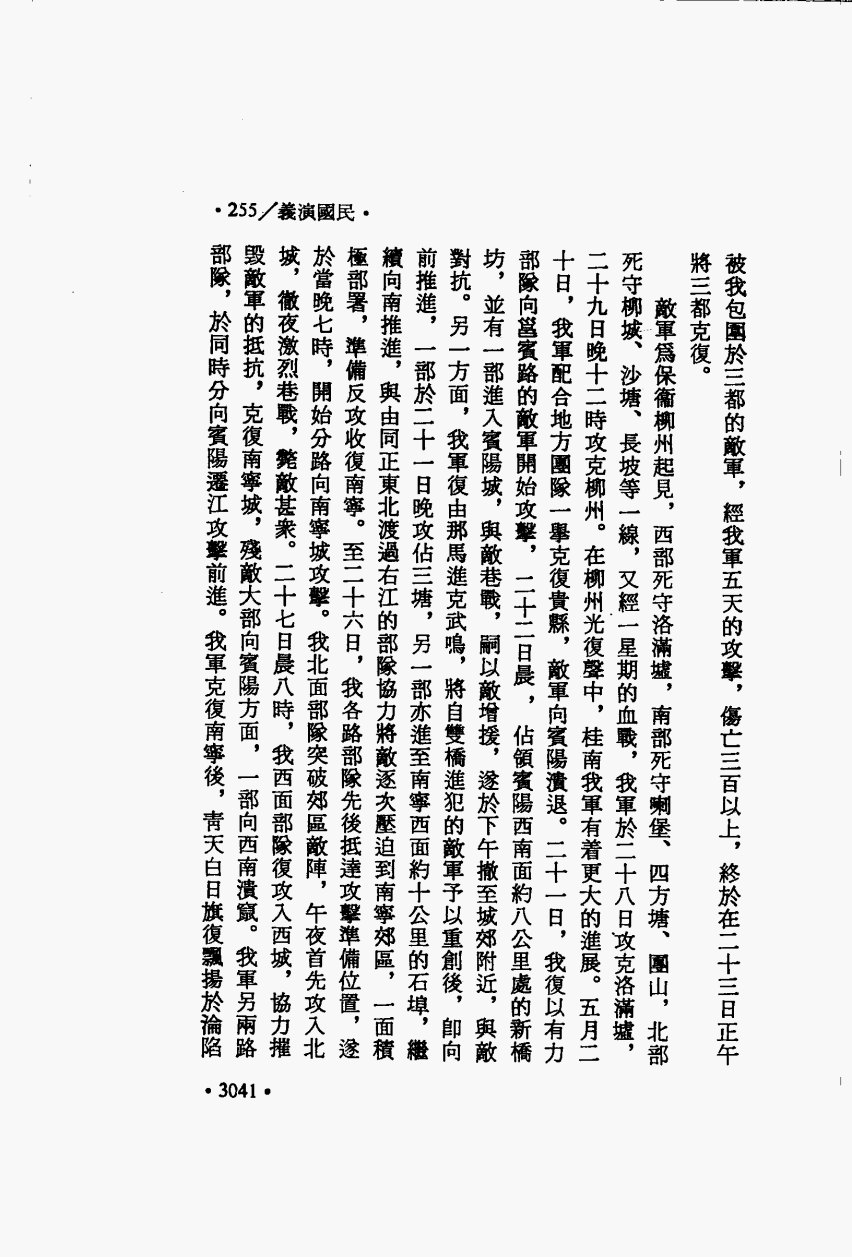 •255／義演國民•
被我包圍於三都的敵軍，經我軍五天的攻擊，傷亡三百以上，終於在二十三日正午
將三都克復。
敵軍爲保衞柳州起見，西部死守洛滿墟，南部死守喇堡、四方塘、團山，北部
死守柳城、沙塘、長坡等一線，又經一星期的血戰，我軍於二十八日攻克洛滿墟，
二十九日晚十二時攻克柳州。在柳州光復聲中，桂南我軍有着更大的進展。五月二
十日，我軍配合地方團隊一舉克復貴縣，敵軍向賓陽潰退。二十一日，我復以有力
部隊向邕賓路的敵軍開始攻擊，二十二日晨，佔領賓陽西南面約八公里處的新橋
坊，並有一部進入賓陽城，與敵巷戰，嗣以敵增援，遂於下午撤至城郊附近，與敵
對抗。另一方面，我軍復由那馬進克武鳴，將自雙橋進犯的敵軍予以重創後，卽向
前推進，一部於二十一日晚攻佔三塘，另一部亦進至南寧西面約十公里的石埠，繼
續向南推進，與由同正東北渡過右江的部隊協力將敵逐次壓迫到南寧郊區，一面積
極部署，準備反攻收復南寧。至二十六日，我各路部隊先後抵達攻擊準備位置，遂
於當晚七時，開始分路向南寧城攻擊。我北面部隊突破郊區敵陣，午夜首先攻入北
城，徹夜激烈巷戰，斃敵甚衆。二十七日晨八時，我西面部隊復攻入西城，協力摧
毀敵軍的抵抗，克復南寧城，殘敵大部向賓陽方面，一部向西南潰竄。我軍另兩路
部隊，於同時分向賓陽遷江攻擊前進。我軍克復南寧後，靑天白日旗復飄揚於淪陷
•3041•